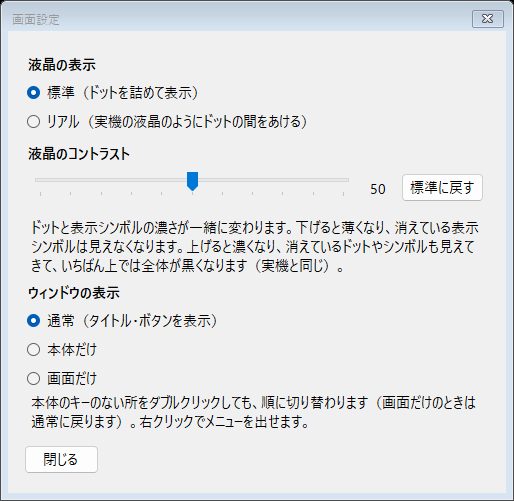 画面設定
液晶の表示
標準（ドットを詰めて表示）
リアル（実機の液晶のようにドットの間をあける）
液晶のコントラスト
50
標準に戻す
ドットと表示シンボルの濃さが一緒に変わります。下げると薄くなり、消えている表示
シンボルは見えなくなります。上げると濃くなり、消えているドットやシンボルも見えて
きて、いちばん上では全体が黒くなります（実機と同じ）。
ウィンドウの表示
通常（タイトル・ボタンを表示）
本体だけ
画面だけ
本体のキーのない所をダブルクリックしても、順に切り替わります（画面だけのときは
通常に戻ります）。右クリックでメニューを出せます。
閉じる